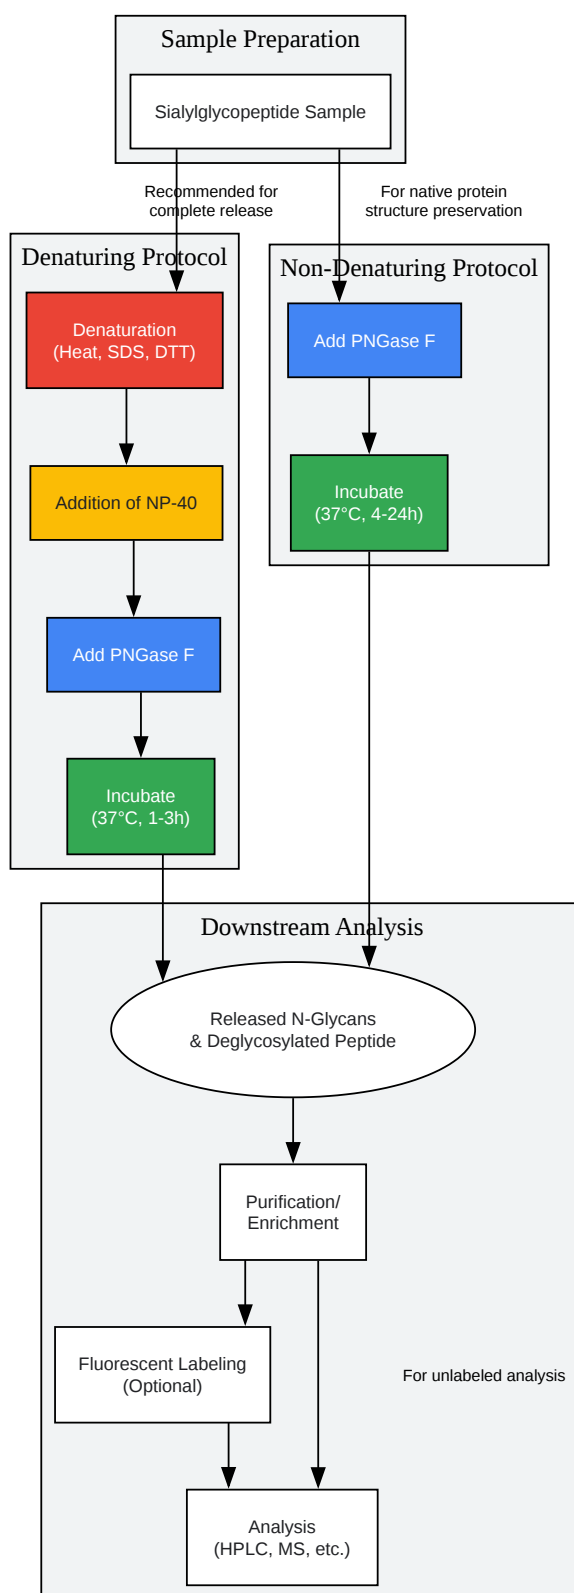 Sample Preparation
Sialylglycopeptide Sample
Recommended for
complete release
For native protein
structure preservation
Denaturing Protocol
Denaturation
(Heat, SDS, DTT)
Addition of NP-40
Add PNGase F
Incubate
(37°C, 1-3h)
Non-Denaturing Protocol
Add PNGase F
Incubate
(37°C, 4-24h)
Downstream Analysis
Released N-Glycans
& Deglycosylated Peptide
Purification/
Enrichment
Fluorescent Labeling
(Optional)
For unlabeled analysis
Analysis
(HPLC, MS, etc.)